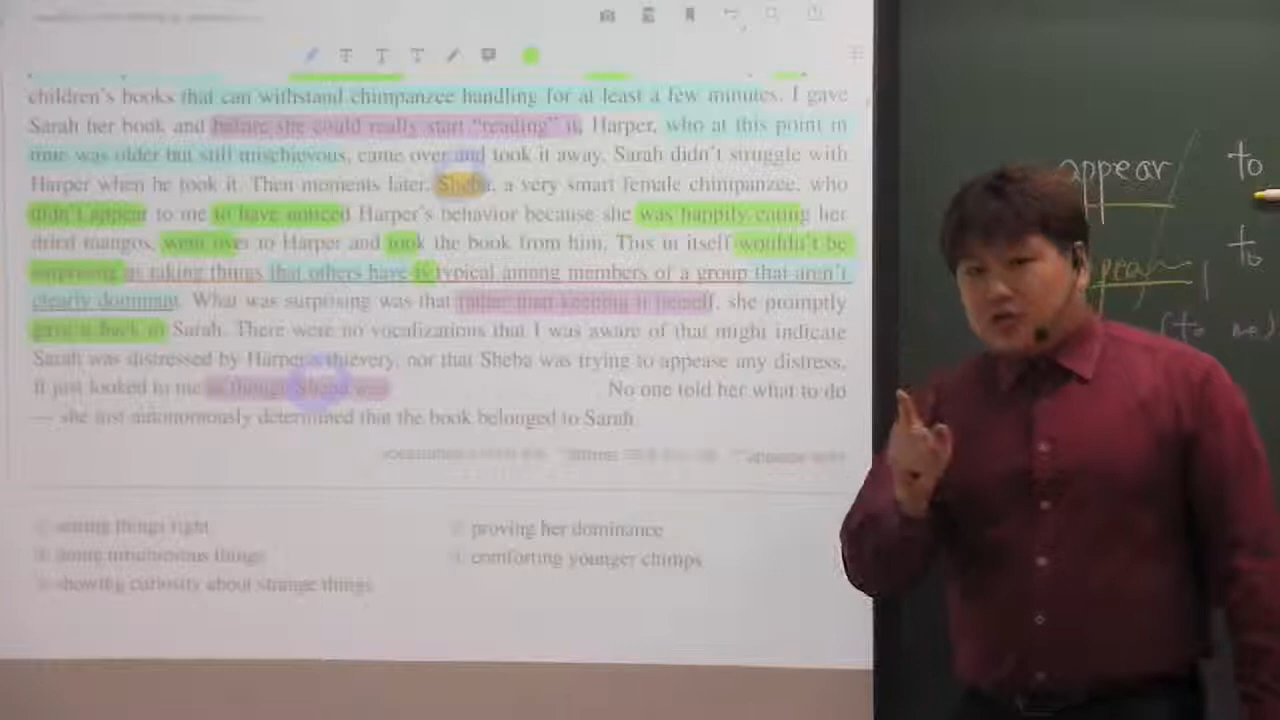 children's books that can withstand chimpanzee handling for at least a few minutes. I gave
Sarah her book and before she could really start "reading" it, Harper, who at this point in
time was older but still mischievous, came over and took it away. Sarah didn't struggle with
Harper when he took it. Then moments later, Sheba, a very smart female chimpanzee, who
didn't appear to me to have noticed Harper's behavior because she was happily eating her
dried mangos, went over to Harper and took the book from him. This in itself wouldn't be
surprising as taking things that others have is typical among members of a group that aren't
clearly dominant. What was surprising was that rather than keeping it herself, she promptly
gave it back to Sarah. There were no vocalizations that I was aware of that might indicate
Sarah was distressed by Harper's thievery, nor that Sheba was trying to appease any distress.
It just looked to me as though Sheba was No one told her what to do
— she just autonomously determined that the book belonged to Sarah.
setting things right
proving her dominance
doing mischievous things
comforting younger chimps
showing curiosity about strange things
appear
to
to
(to me)